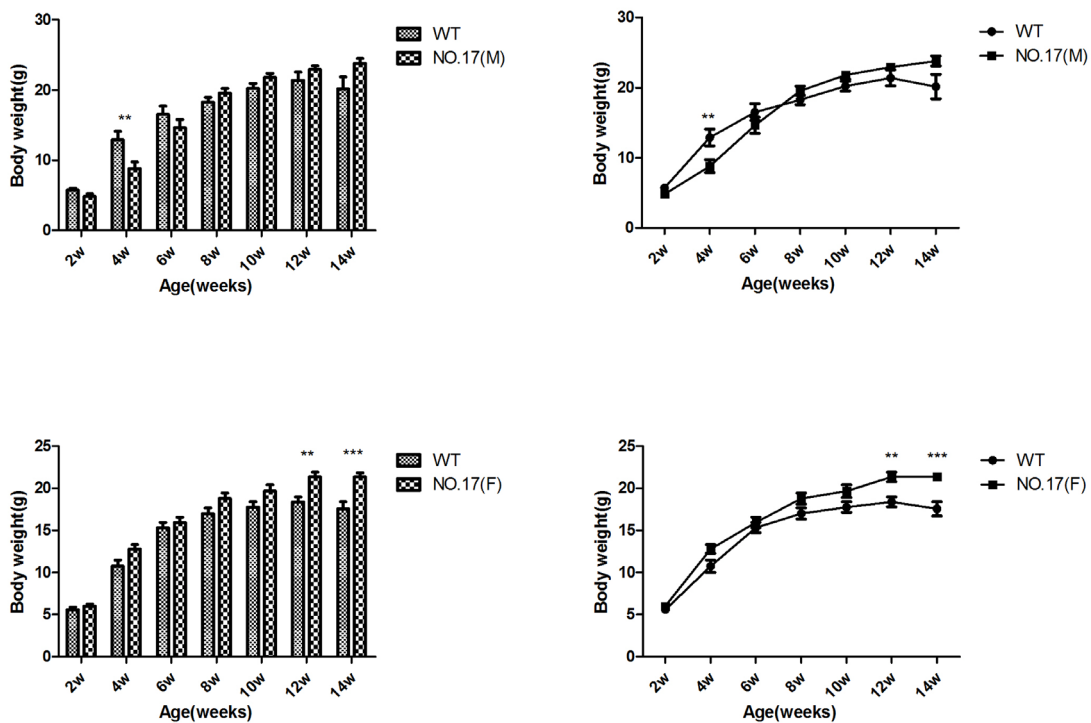 30
20
10
0
Body weight(g)
**
2w 4w 6w 8w 10w 12w 14w
Age(weeks)
WT
NO.17(M)
30
20
10
0
Body weight(g)
**
2w 4w 6w 8w 10w 12w 14w
Age(weeks)
WT
NO.17(M)
25
20
15
10
5
0
Body weight(g)
** ***
2w 4w 6w 8w 10w 12w 14w
Age(weeks)
WT
NO.17(F)
25
20
15
10
5
0
Body weight(g)
** ***
2w 4w 6w 8w 10w 12w 14w
Age(weeks)
WT
NO.17(F)